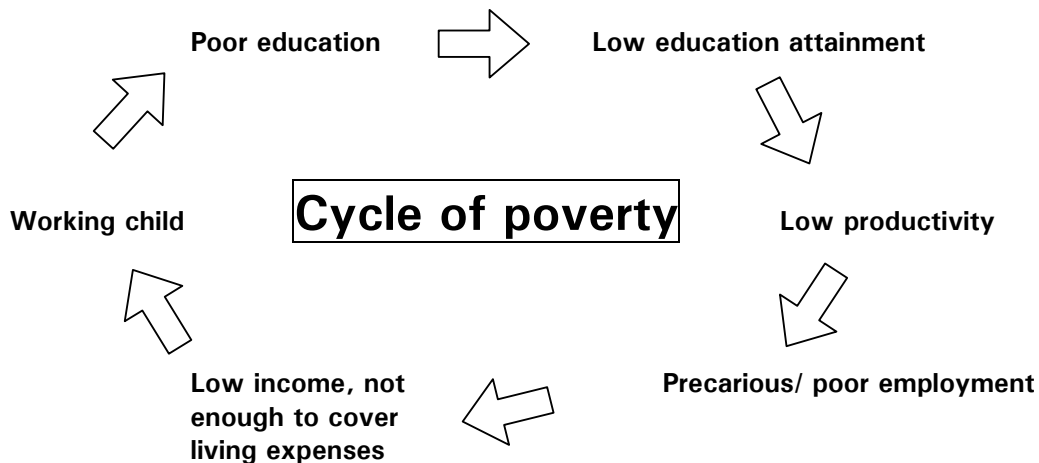 Poor education
Low education attainment
Working child
Cycle of poverty
Low productivity
Low income, not
enough to cover
living expenses
Precarious/ poor employment